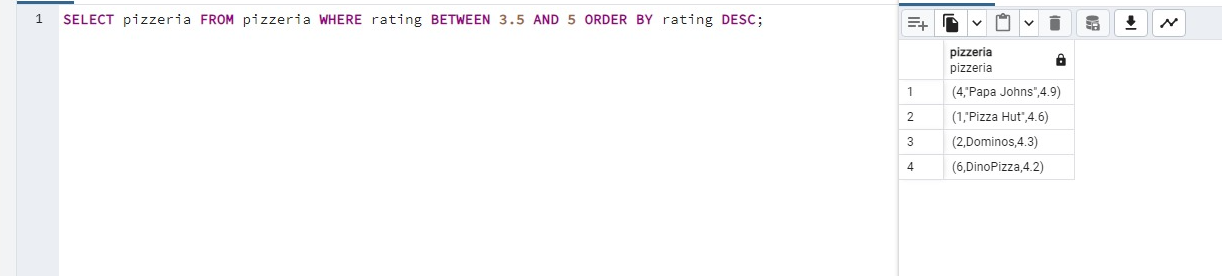 1 SELECT pizzeria FROM pizzeria WHERE rating BETWEEN 3.5 AND 5 ORDER BY rating DESC;
pizzeria
pizzeria
1 (4,"Papa Johns",4.9)
2 (1,"Pizza Hut",4.6)
3 (2,Dominos,4.3)
4 (6,DinoPizza,4.2)